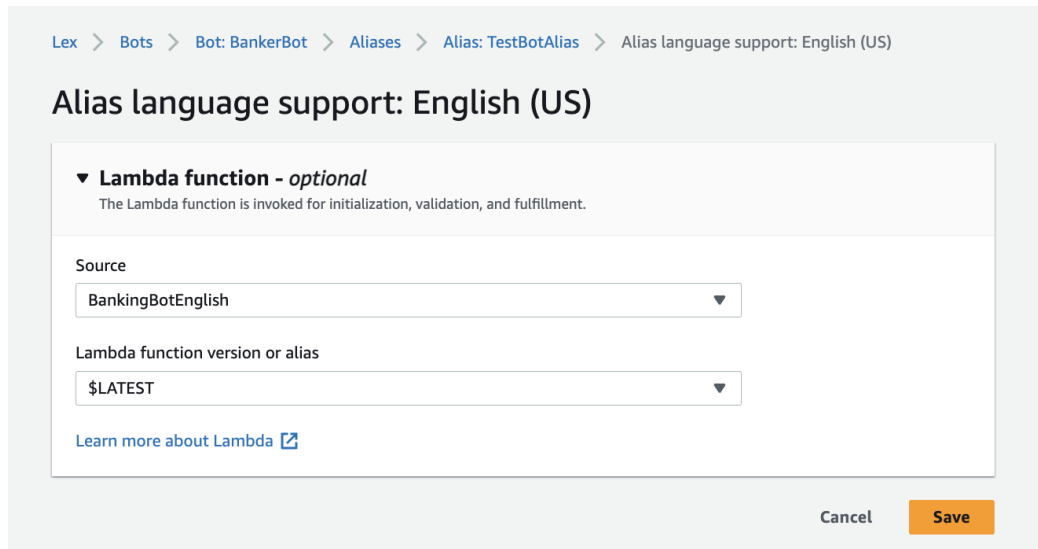 Lex > Bots > Bot: BankerBot > Aliases > Alias: TestBotAlias > Alias language support: English (US)
Alias language support: English (US)
Lambda function - optional
The Lambda function is invoked for initialization, validation, and fulfillment.
Source
BankingBotEnglish
Lambda function version or alias
$LATEST
Learn more about Lambda
Cancel Save